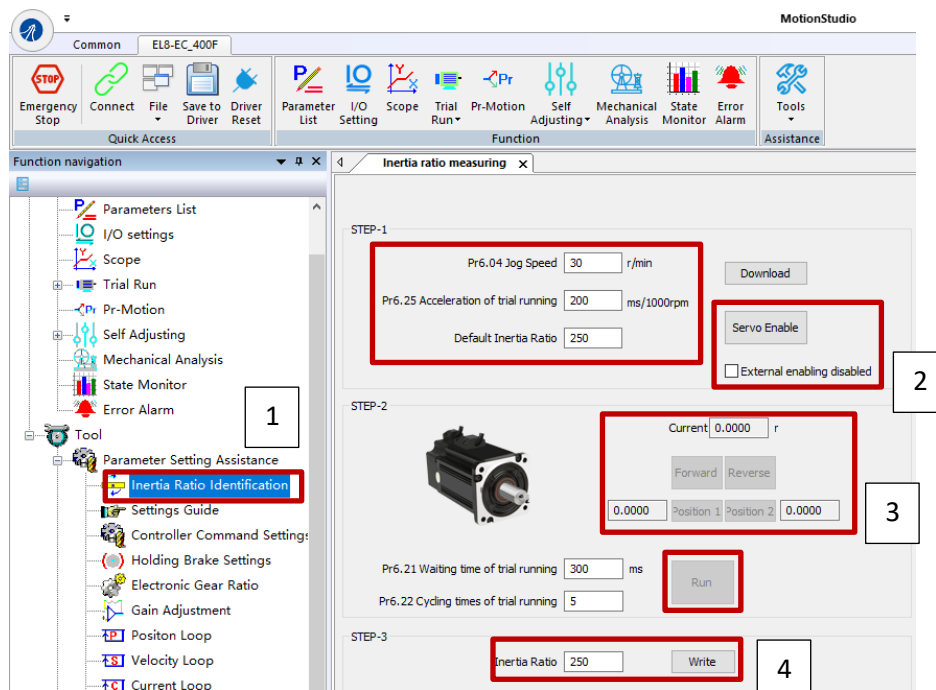 MotionStudio
Common EL8-EC_400F
STOP
Emergency Stop Connect File Save to Driver Driver Reset Parameter List I/O Setting Scope Trial Run Pr-Motion Self Adjusting Mechanical Analysis State Monitor Error Alarm Tools
Quick Access Function Assistance
Function navigation
Inertia ratio measuring x
Parameters List
I/O settings
Scope
Trial Run
Pr-Motion
Self Adjusting
Mechanical Analysis
State Monitor
Error Alarm
1
Tool
Parameter Setting Assistance
Inertia Ratio Identification
Settings Guide
Controller Command Settings
Holding Brake Settings
Electronic Gear Ratio
Gain Adjustment
Positon Loop
Velocity Loop
Current Loop
STEP-1
Pr6.04 Jog Speed 30 r/min
Download
Pr6.25 Acceleration of trial running 200 ms/1000rpm
Default Inertia Ratio 250
Servo Enable
External enabling disabled
2
STEP-2
Current 0.0000 r
Forward Reverse
0.0000 Position 1 Position 2 0.0000
3
Pr6.21 Waiting time of trial running 300 ms
Run
Pr6.22 Cycling times of trial running 5
STEP-3
Inertia Ratio 250 Write
4